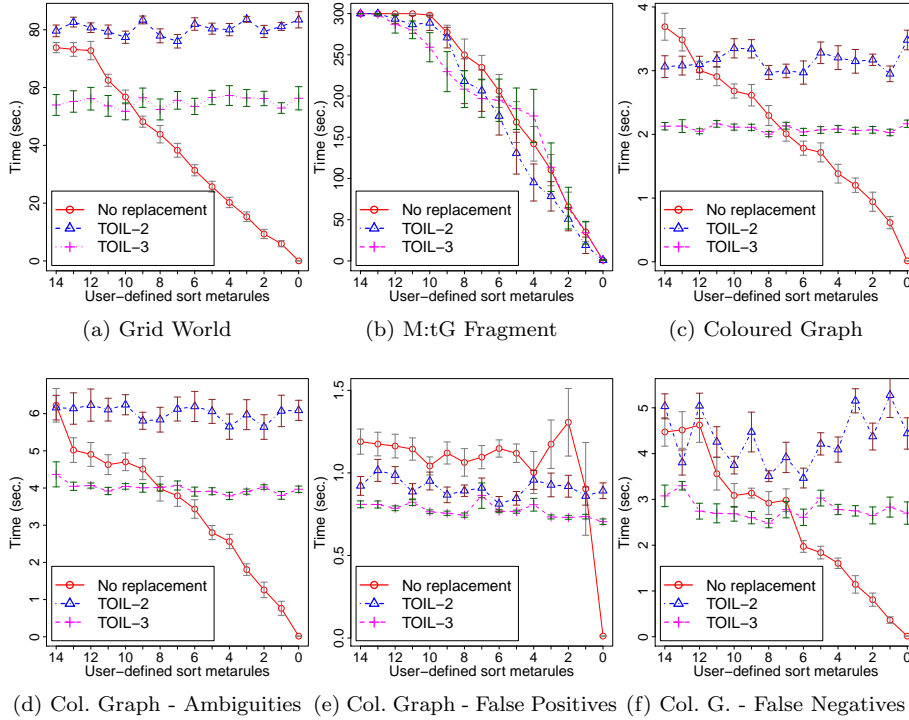 Time (sec.)
80
60
40
20
0
No replacement
TOIL-2
TOIL-3
14 12 10 8 6 4 2 0
User-defined sort metarules
(a) Grid World
Time (sec.)
300
250
200
150
100
50
0
No replacement
TOIL-2
TOIL-3
14 12 10 8 6 4 2 0
User-defined sort metarules
(b) M:tG Fragment
Time (sec.)
4
3
2
1
0
No replacement
TOIL-2
TOIL-3
14 12 10 8 6 4 2 0
User-defined sort metarules
(c) Coloured Graph
Time (sec.)
6
5
4
3
2
1
0
No replacement
TOIL-2
TOIL-3
14 12 10 8 6 4 2 0
User-defined sort metarules
(d) Col. Graph - Ambiguities
Time (sec.)
1.5
1.0
0.5
0.0
No replacement
TOIL-2
TOIL-3
14 12 10 8 6 4 2 0
User-defined sort metarules
(e) Col. Graph - False Positives
Time (sec.)
5
4
3
2
1
0
No replacement
TOIL-2
TOIL-3
14 12 10 8 6 4 2 0
User-defined sort metarules
(f) Col. G. - False Negatives